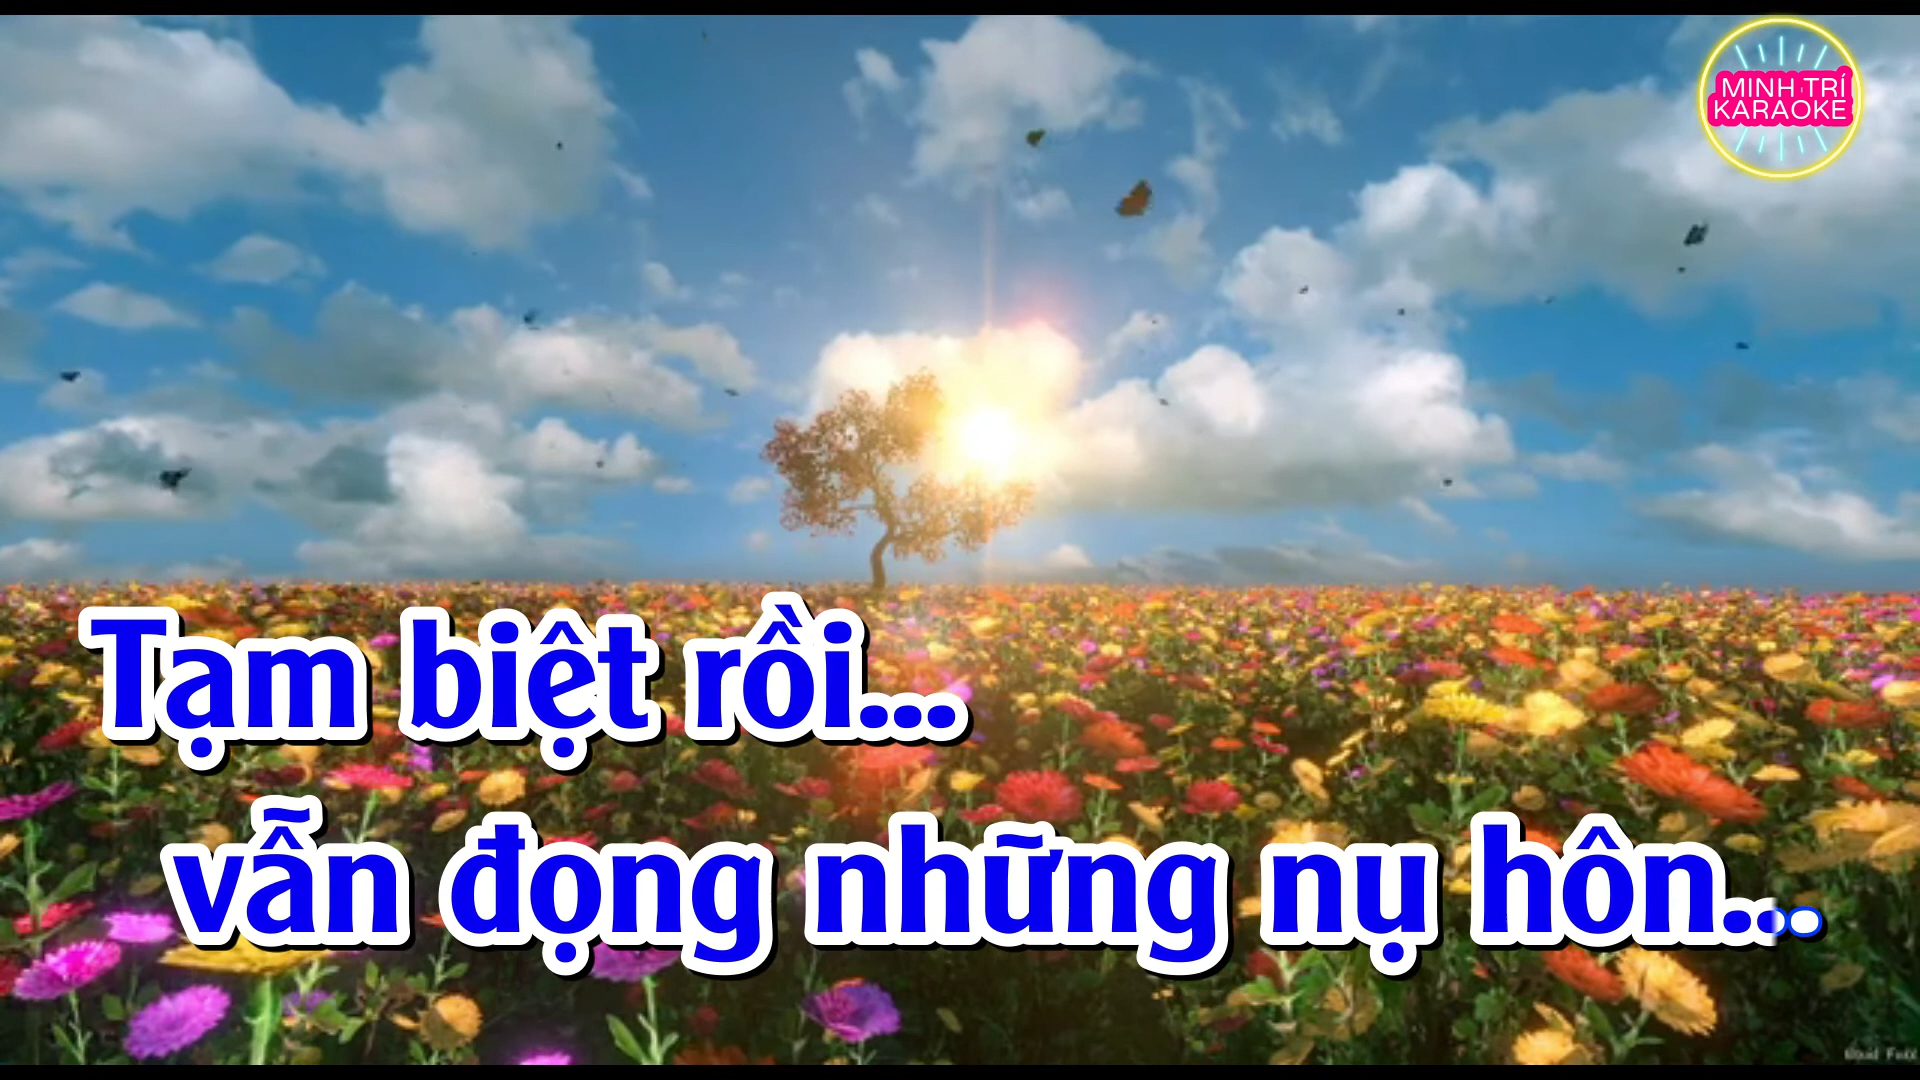 MINH TRÍ
KARAOKE
Tạm biệt rồi...
vẫn đọng những nụ hôn...